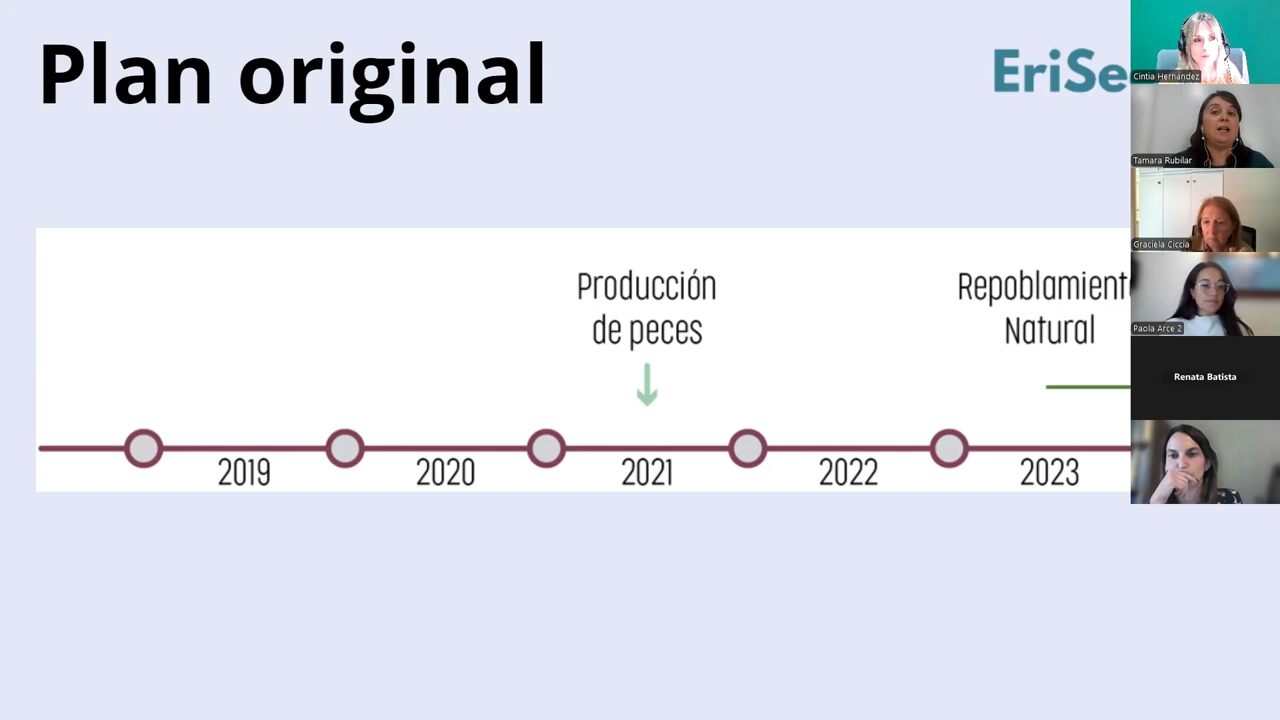 Plan original
EriSe
Producción
de peces
Repoblamient
Natural
2019
2020
2021
2022
2023
Cintia Hernández
Tamara Rubilar
Graciela Ciccia
Paola Arce 2
Renata Batista